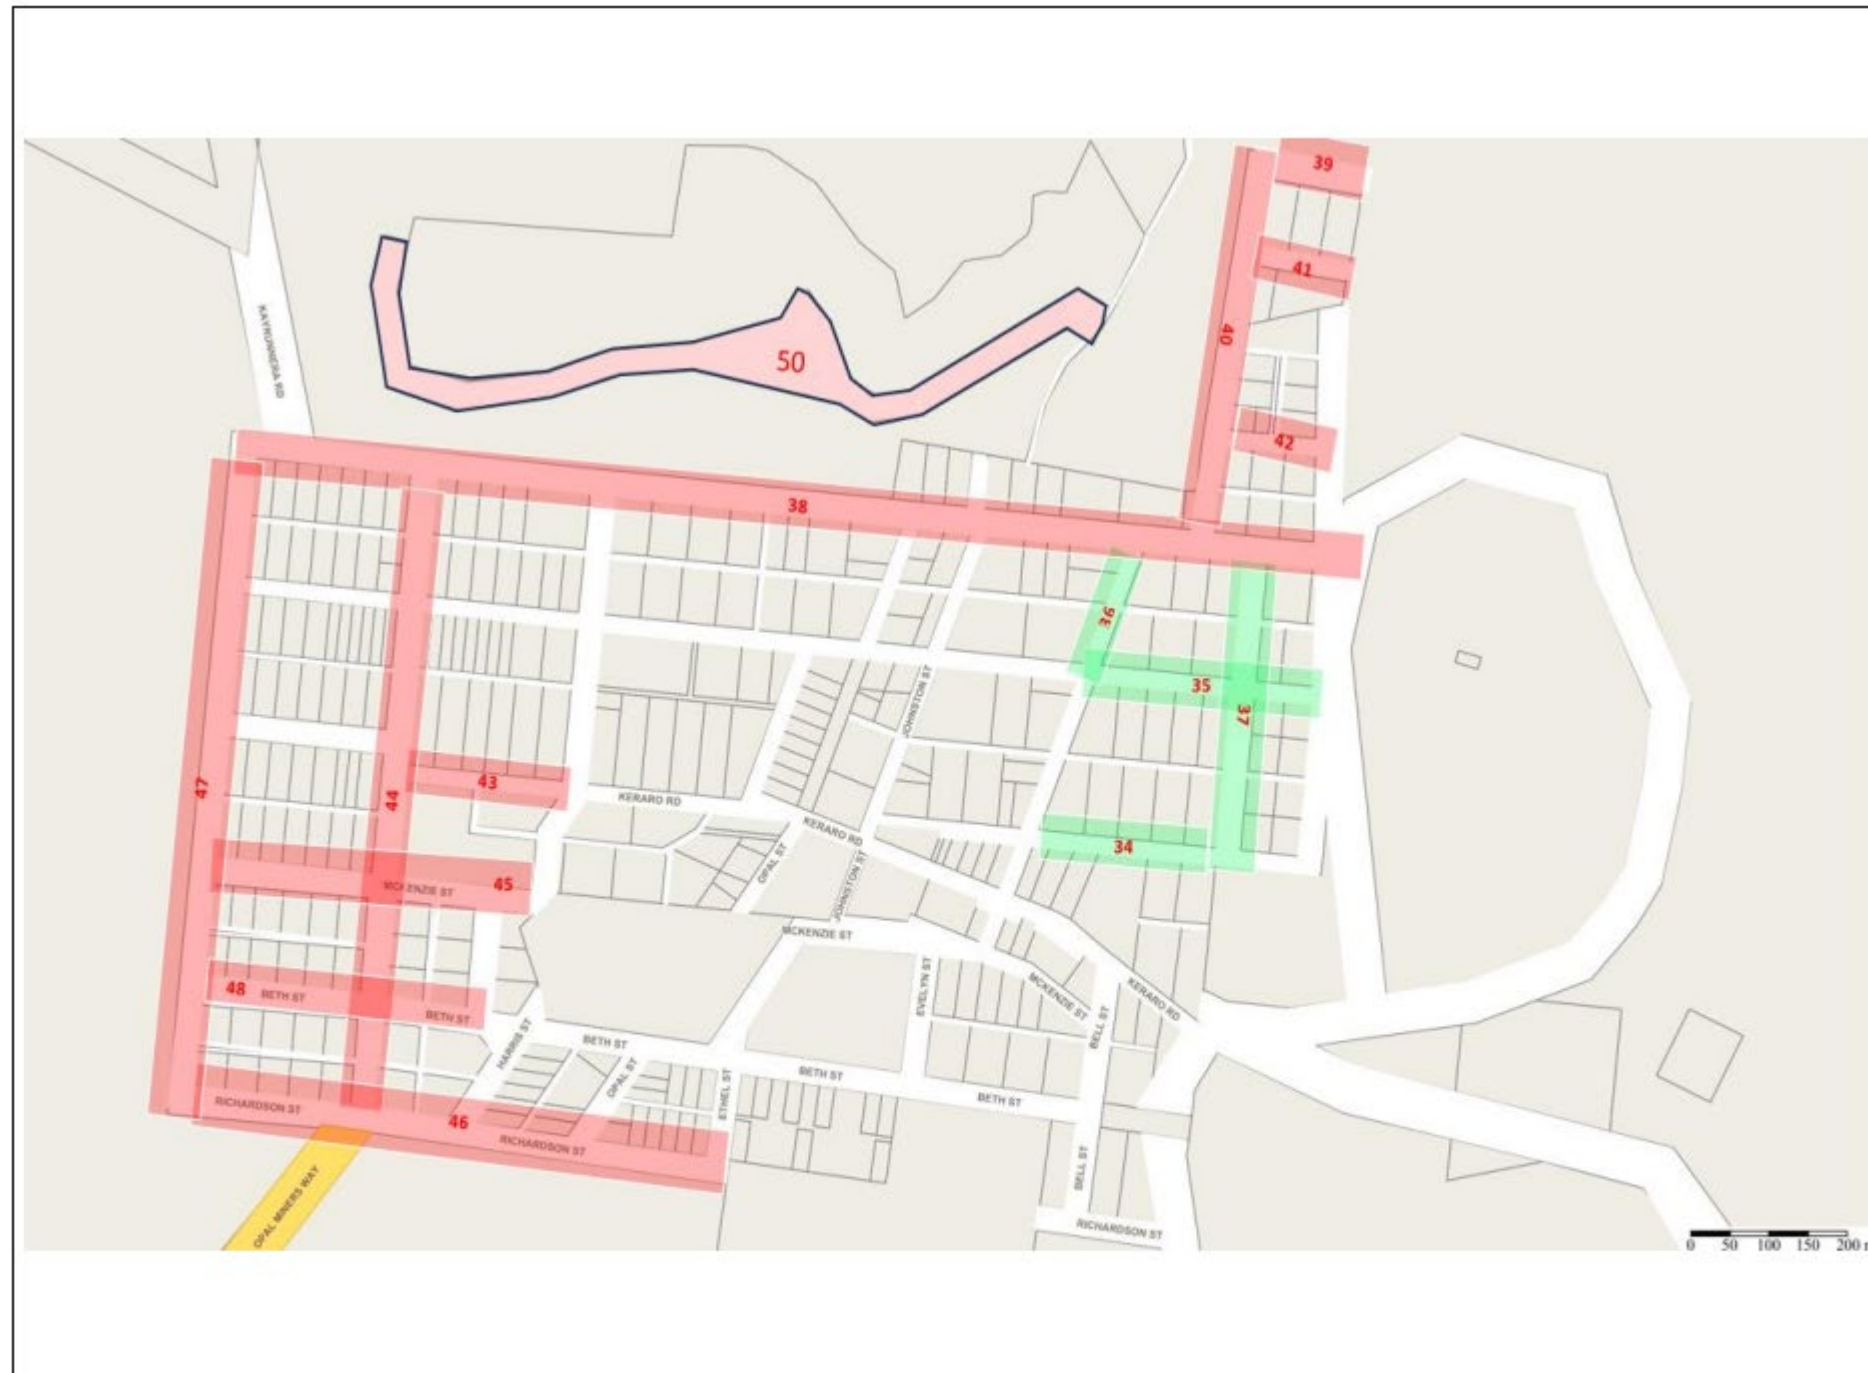 39
41
40
KAYRUNNERA RD
50
42
38
36
35
JOHNSTON ST
37
47
44
43
KERARO RD
KERARO RD
34
OPAL ST
JOHNSTON ST
45
MCKENZIE ST
MCKENZIE ST
EVELYN ST
MCKENZIE ST
KERARO RD
48
BETH ST
BETH ST
BELL ST
HARRIS ST
BETH ST
OPAL ST
BETH ST
ETHEL ST
BETH ST
RICHARDSON ST
46
RICHARDSON ST
BELL ST
OPAL MINERS WAY
RICHARDSON ST
0 50 100 150 200